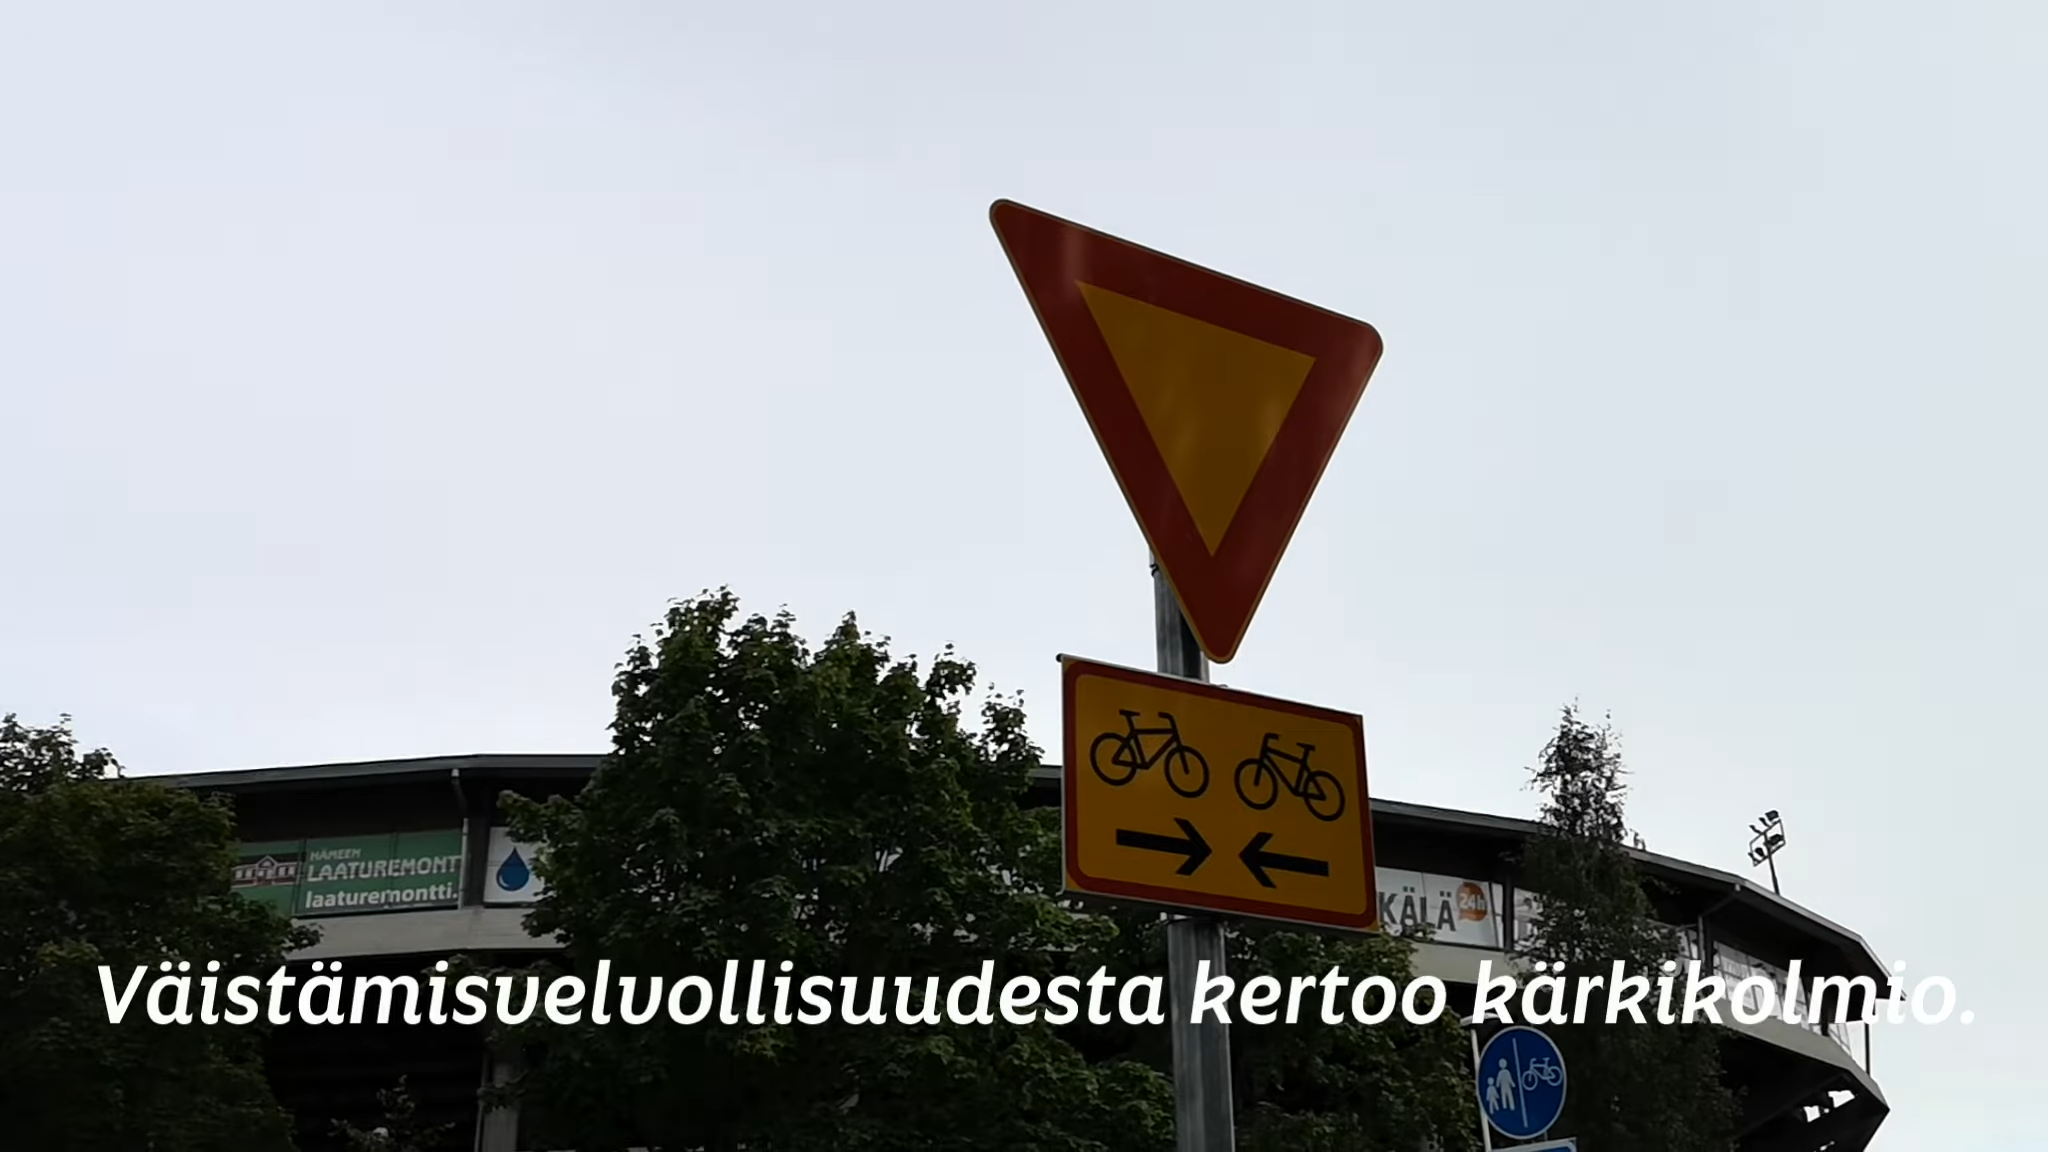 HÄMEEN
LAATUREMONT
laaturemontti.
KÄLÄ
24h
Väistämisvelvollisuudesta kertoo kärkikolmio.